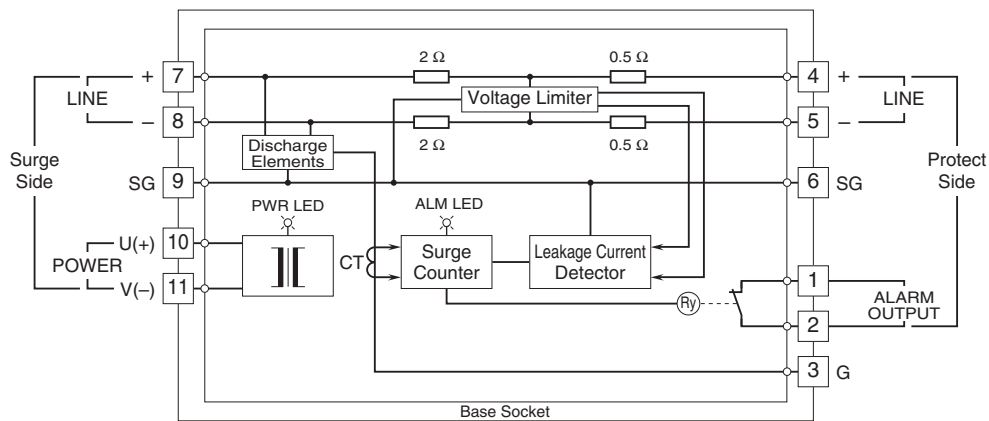 2 Ω 0.5 Ω
+ 7 4 +
LINE Voltage Limiter LINE
– 8 5 –
2 Ω 0.5 Ω
Discharge
Elements
Surge
Side
Protect
Side
SG 9 6 SG
PWR LED ALM LED
U(+) 10
POWER
CT
Surge
Counter
Leakage Current
Detector
V(–) 11
1
ALARM
OUTPUT
Ry
2
3 G
Base Socket